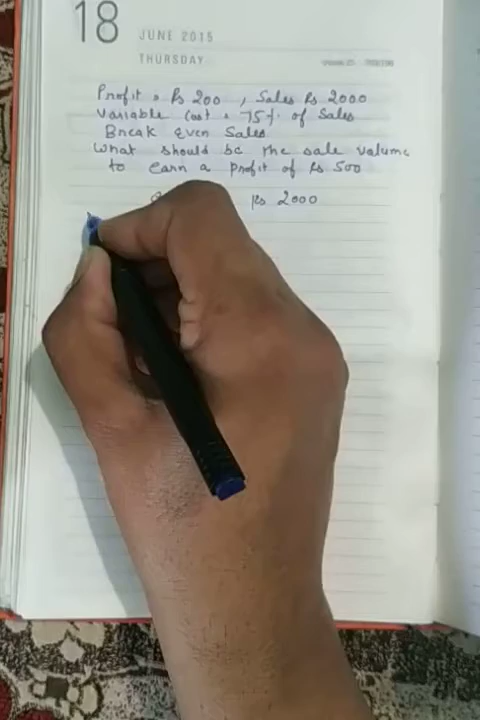 18
JUNE 2015
THURSDAY
Profit = Rs 200 , Sales Rs 2000
Variable Cost = 75% of Sales
Break Even Sales
What should be the sale volume
to earn a profit of Rs 500
Rs 2000